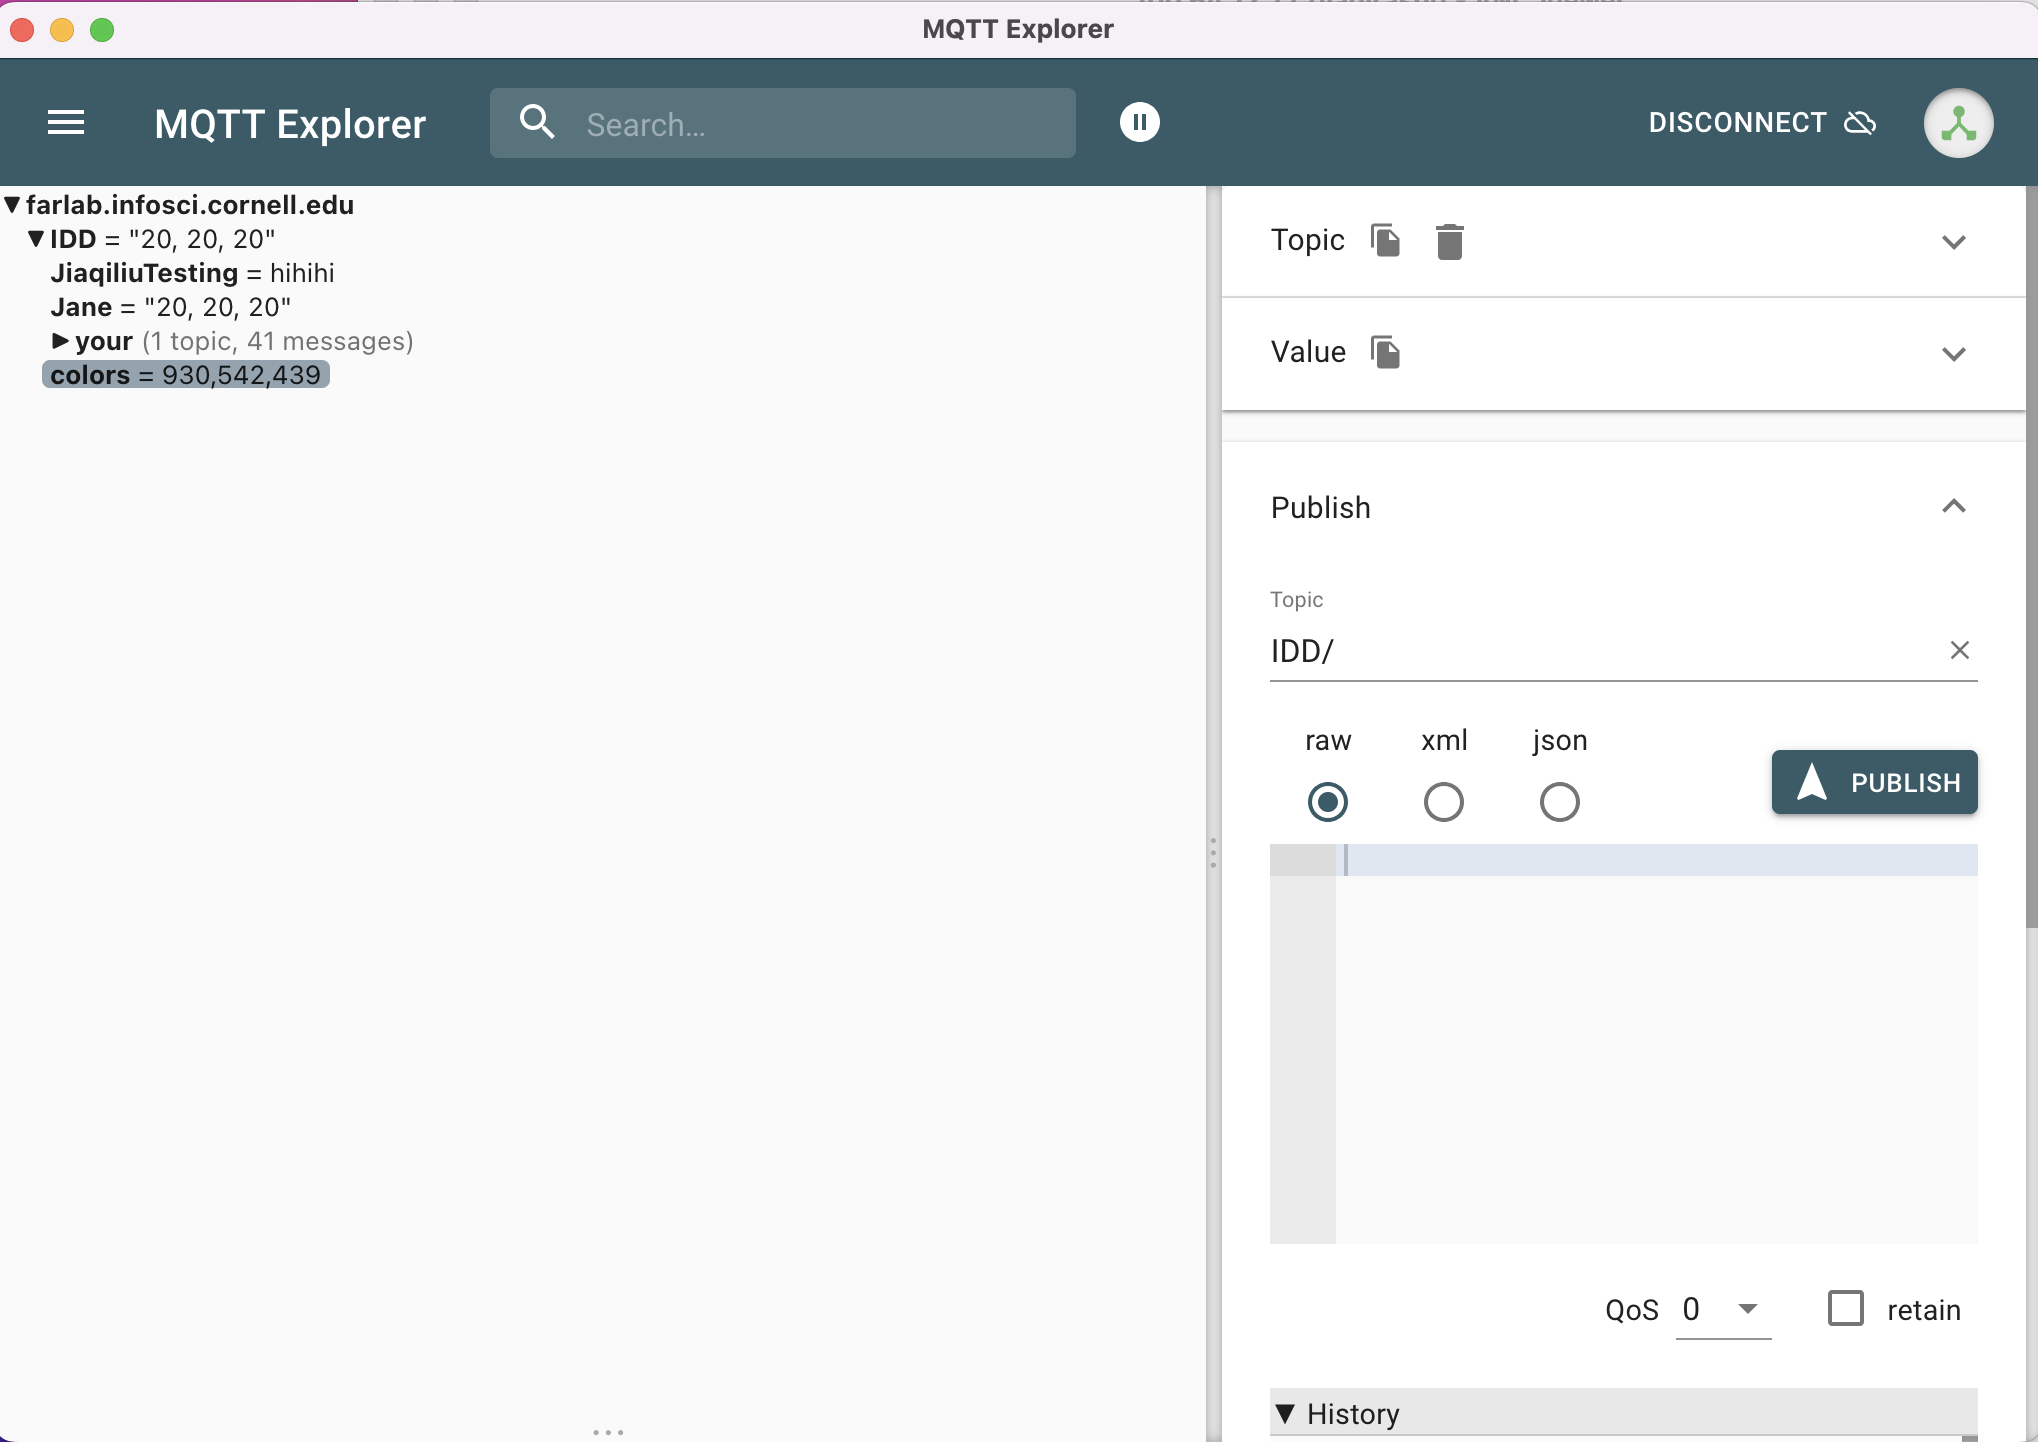 MQTT Explorer
MQTT Explorer
Search...
DISCONNECT
farlab.infosci.cornell.edu
IDD = "20, 20, 20"
JiaqiliuTesting = hihihi
Jane = "20, 20, 20"
your (1 topic, 41 messages)
colors = 930,542,439
Topic
Value
Publish
Topic
IDD/
raw xml json
PUBLISH
QoS 0 retain
History